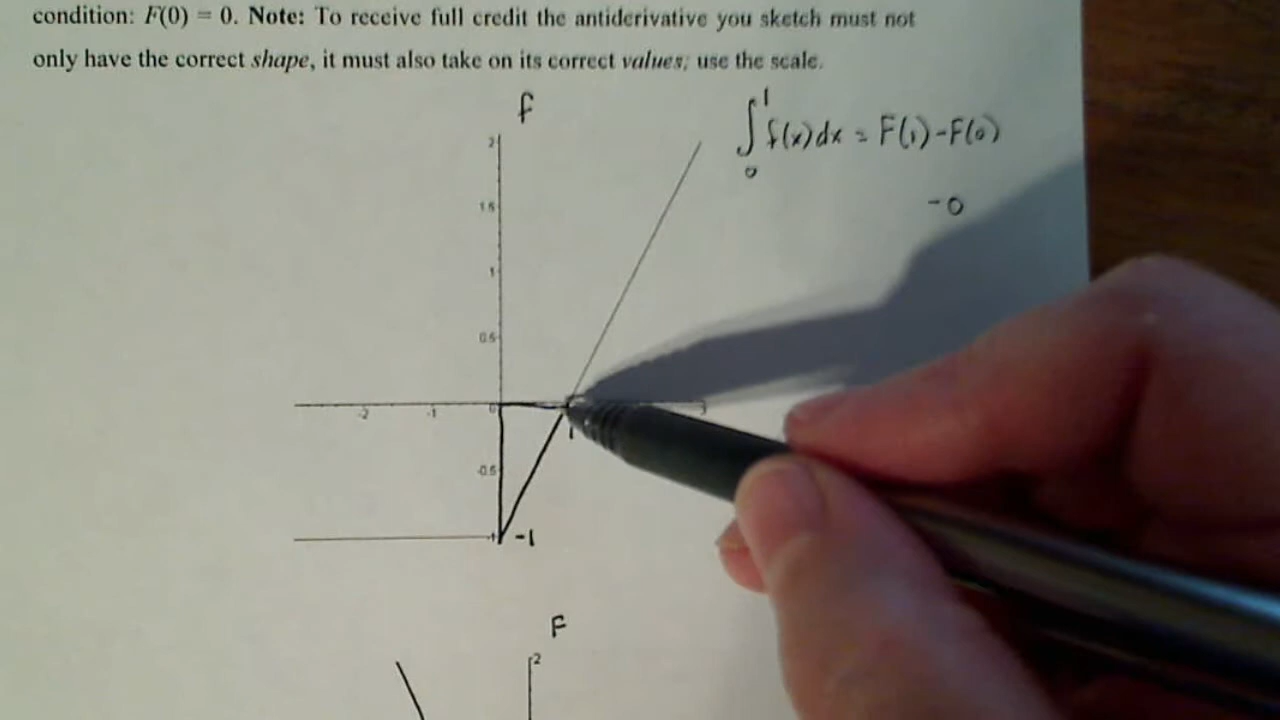 condition: F(0) = 0. Note: To receive full credit the antiderivative you sketch must not
only have the correct shape, it must also take on its correct values; use the scale.
f
∫₀¹ f(x)dx = F(1)-F(0)
-0
2
1.5
1
0.5
-2 -1 0 3
1
-0.5
-1 -1
F
2